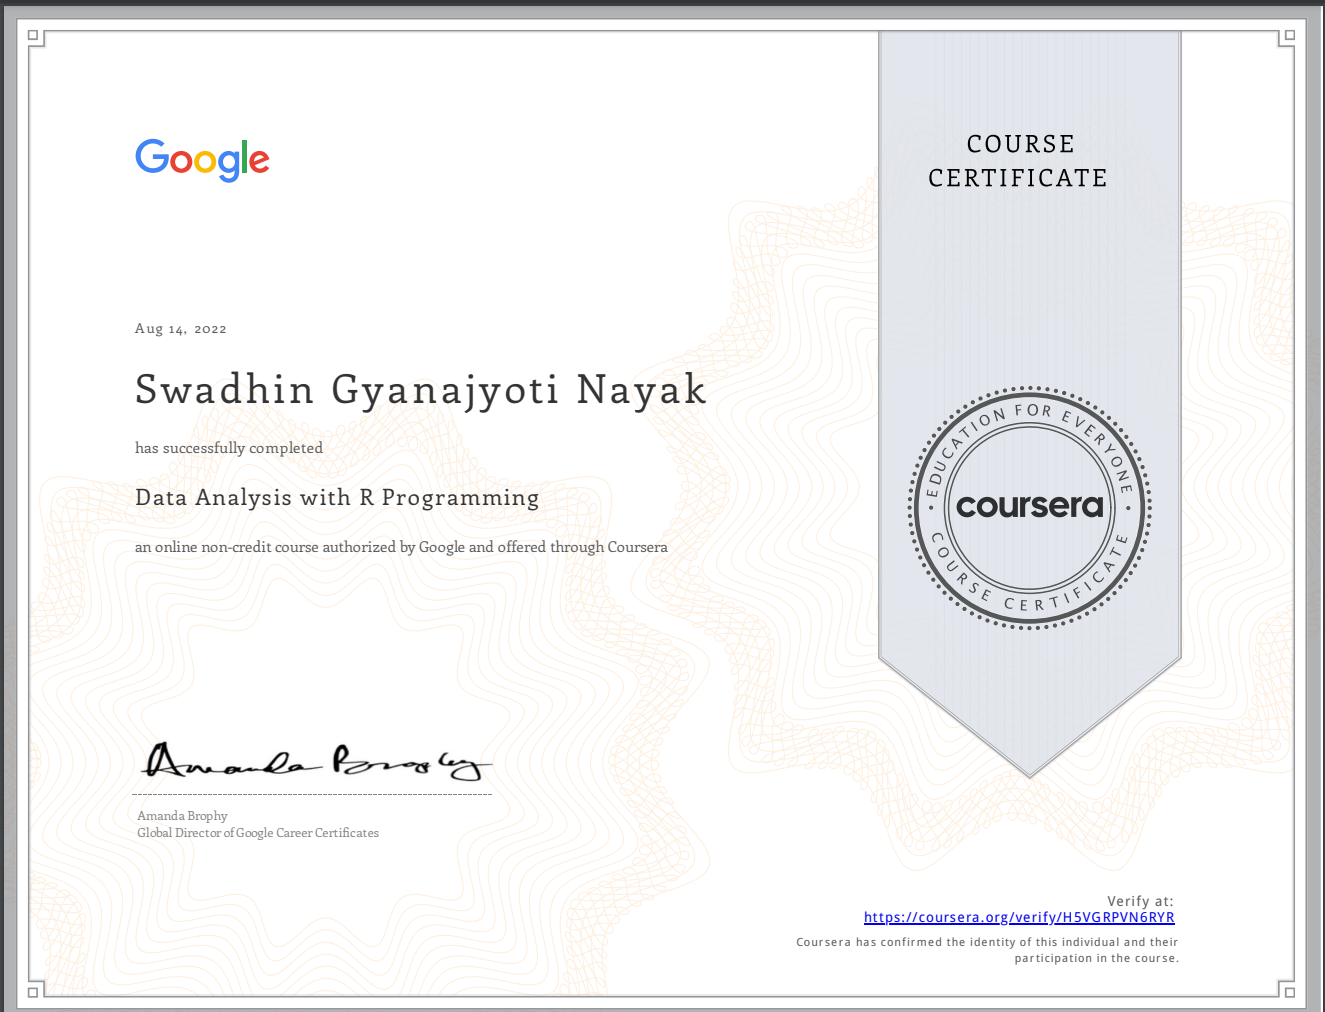 Google
COURSE
CERTIFICATE
Aug 14, 2022
Swadhin Gyanajyoti Nayak
has successfully completed
Data Analysis with R Programming
an online non-credit course authorized by Google and offered through Coursera
EDUCATION FOR EVERYONE
coursera
COURSE CERTIFICATE
Amanda Brophy
Amanda Brophy
Global Director of Google Career Certificates
Verify at:
https://coursera.org/verify/H5VGRPVN6RYR
Coursera has confirmed the identity of this individual and their
participation in the course.